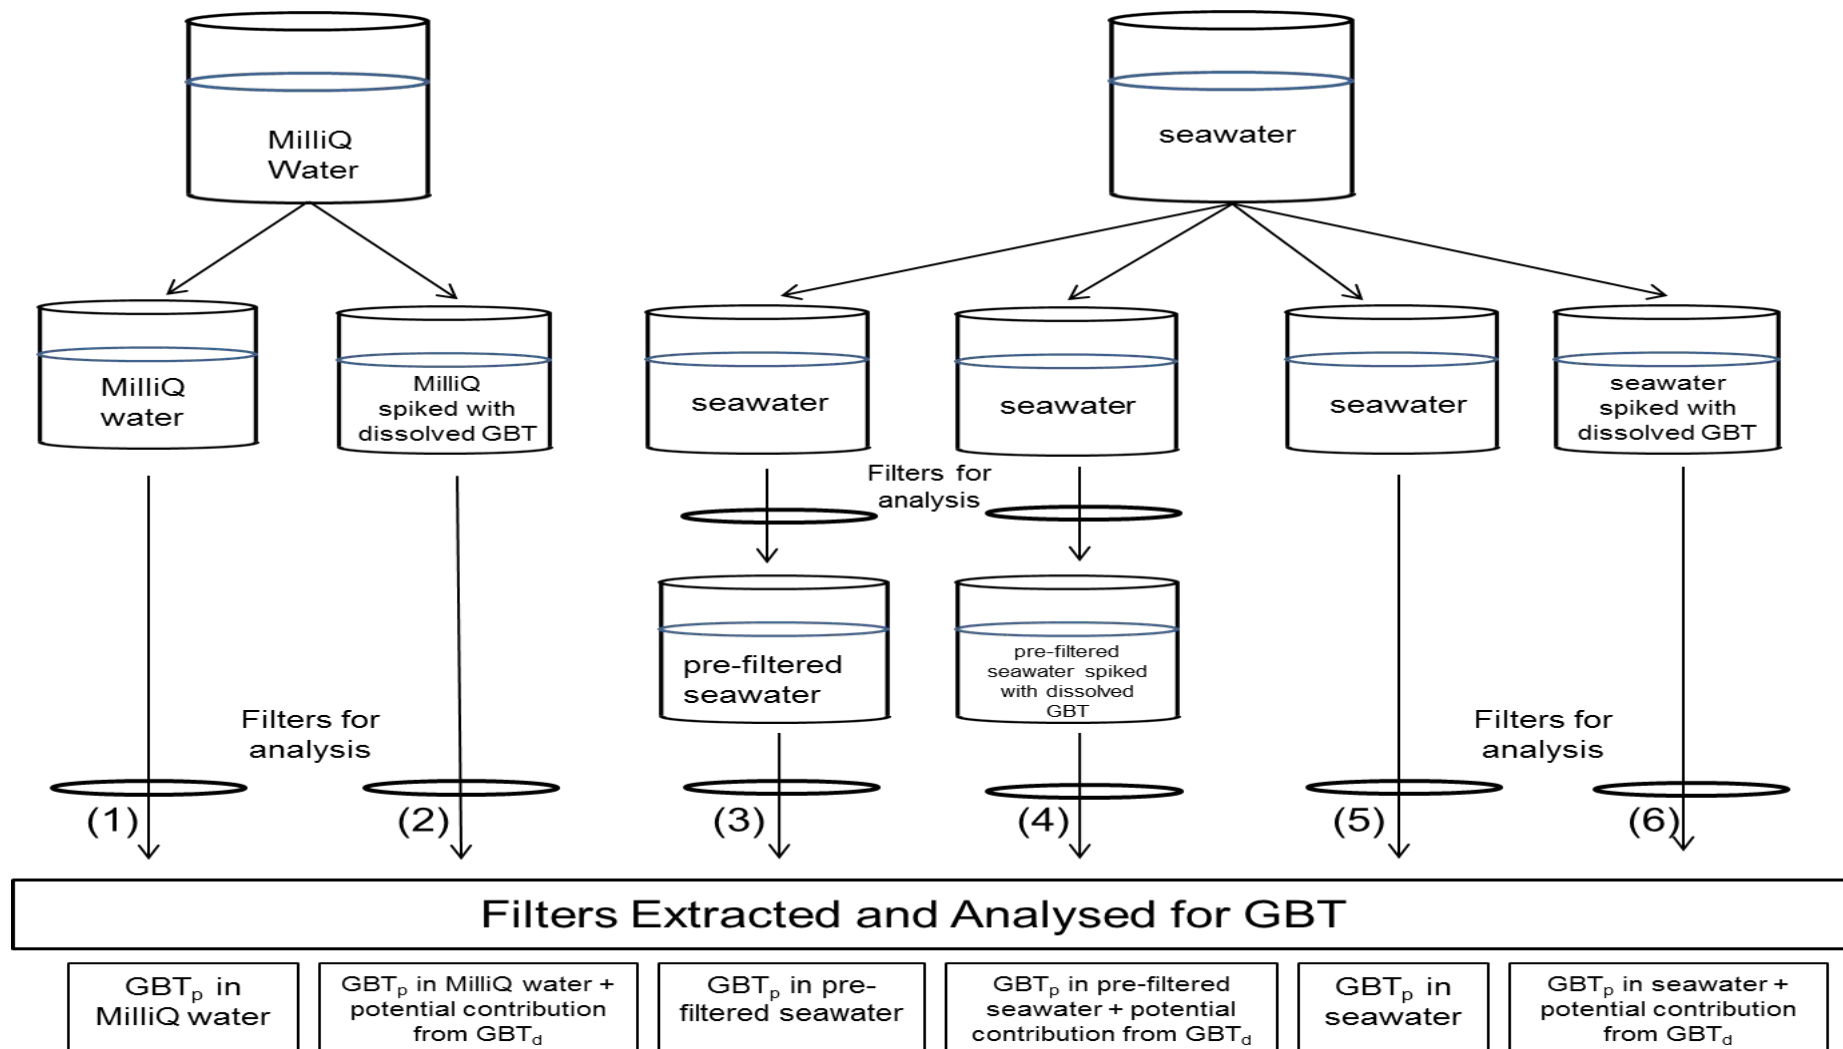 MilliQ
Water
seawater
MilliQ
water
MilliQ
spiked with
dissolved GBT
seawater
seawater
seawater
seawater
spiked with
dissolved GBT
Filters for
analysis
pre-filtered
seawater
pre-filtered
seawater spiked
with dissolved
GBT
Filters for
analysis
Filters for
analysis
(1)
(2)
(3)
(4)
(5)
(6)
Filters Extracted and Analysed for GBT
GBTp in
MilliQ water
GBTp in MilliQ water +
potential contribution
from GBTd
GBTp in pre-
filtered seawater
GBTp in pre-filtered
seawater + potential
contribution from GBTd
GBTp in
seawater
GBTp in seawater +
potential contribution
from GBTd